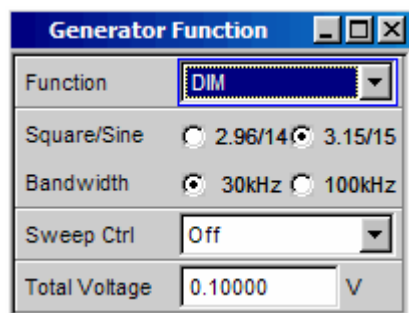 Generator Function
Function DIM
Square/Sine 2.96/14 3.15/15
Bandwidth 30kHz 100kHz
Sweep Ctrl Off
Total Voltage 0.10000 V